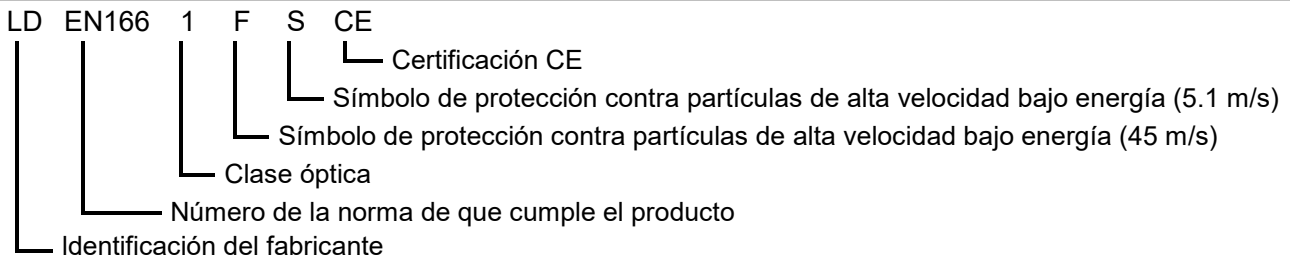 LD EN166 1 F S CE
Certificación CE
Símbolo de protección contra partículas de alta velocidad bajo energía (5.1 m/s)
Símbolo de protección contra partículas de alta velocidad bajo energía (45 m/s)
Clase óptica
Número de la norma de que cumple el producto
Identificación del fabricante